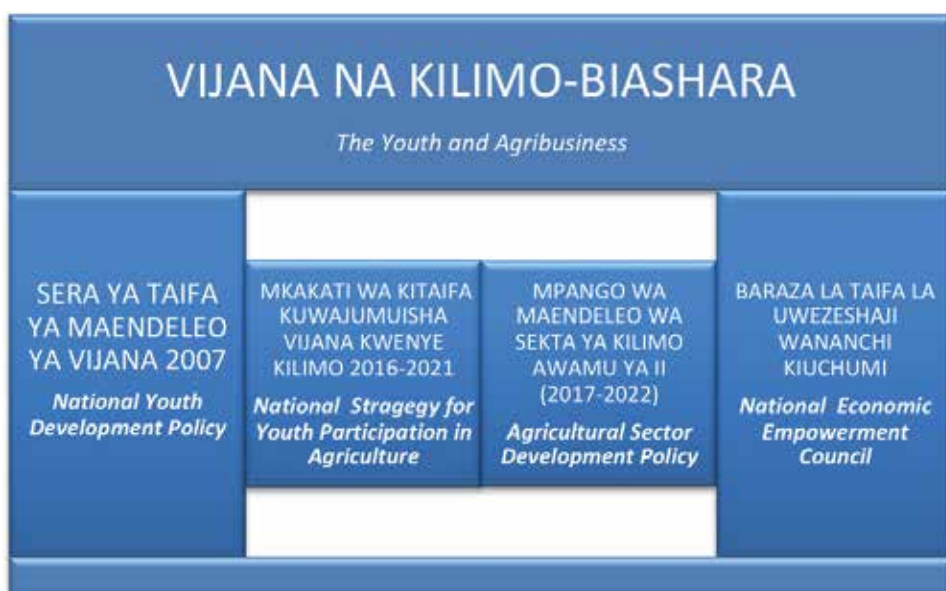 VIJANA NA KILIMO-BIASHARA
The Youth and Agribusiness
SERA YA TAIFA
YA MAENDELEO
YA VIJANA 2007
National Youth
Development Policy
MKAKATI WA KITAIFA
KUWAJUMUISHA
VIJANA KWENYE
KILIMO 2016-2021
National Stragegy for
Youth Participation in
Agriculture
MPANGO WA
MAENDELEO WA
SEKTA YA KILIMO
AWAMU YA II
(2017-2022)
Agricultural Sector
Development Policy
BARAZA LA TAIFA LA
UWEZESHAJI
WANANCHI
KIUCHUMI
National Economic
Empowerment
Council